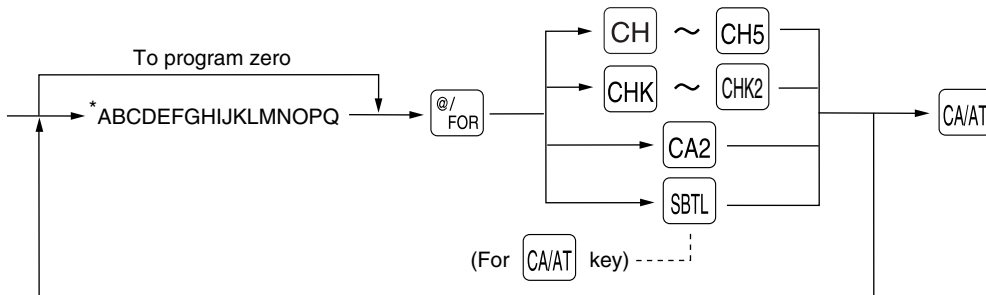 CH ～ CH5
To program zero
CHK ～ CHK2
*ABCDEFGHIJKLMNOPQ @/FOR CA/AT
CA2
SBTL
(For CA/AT key)